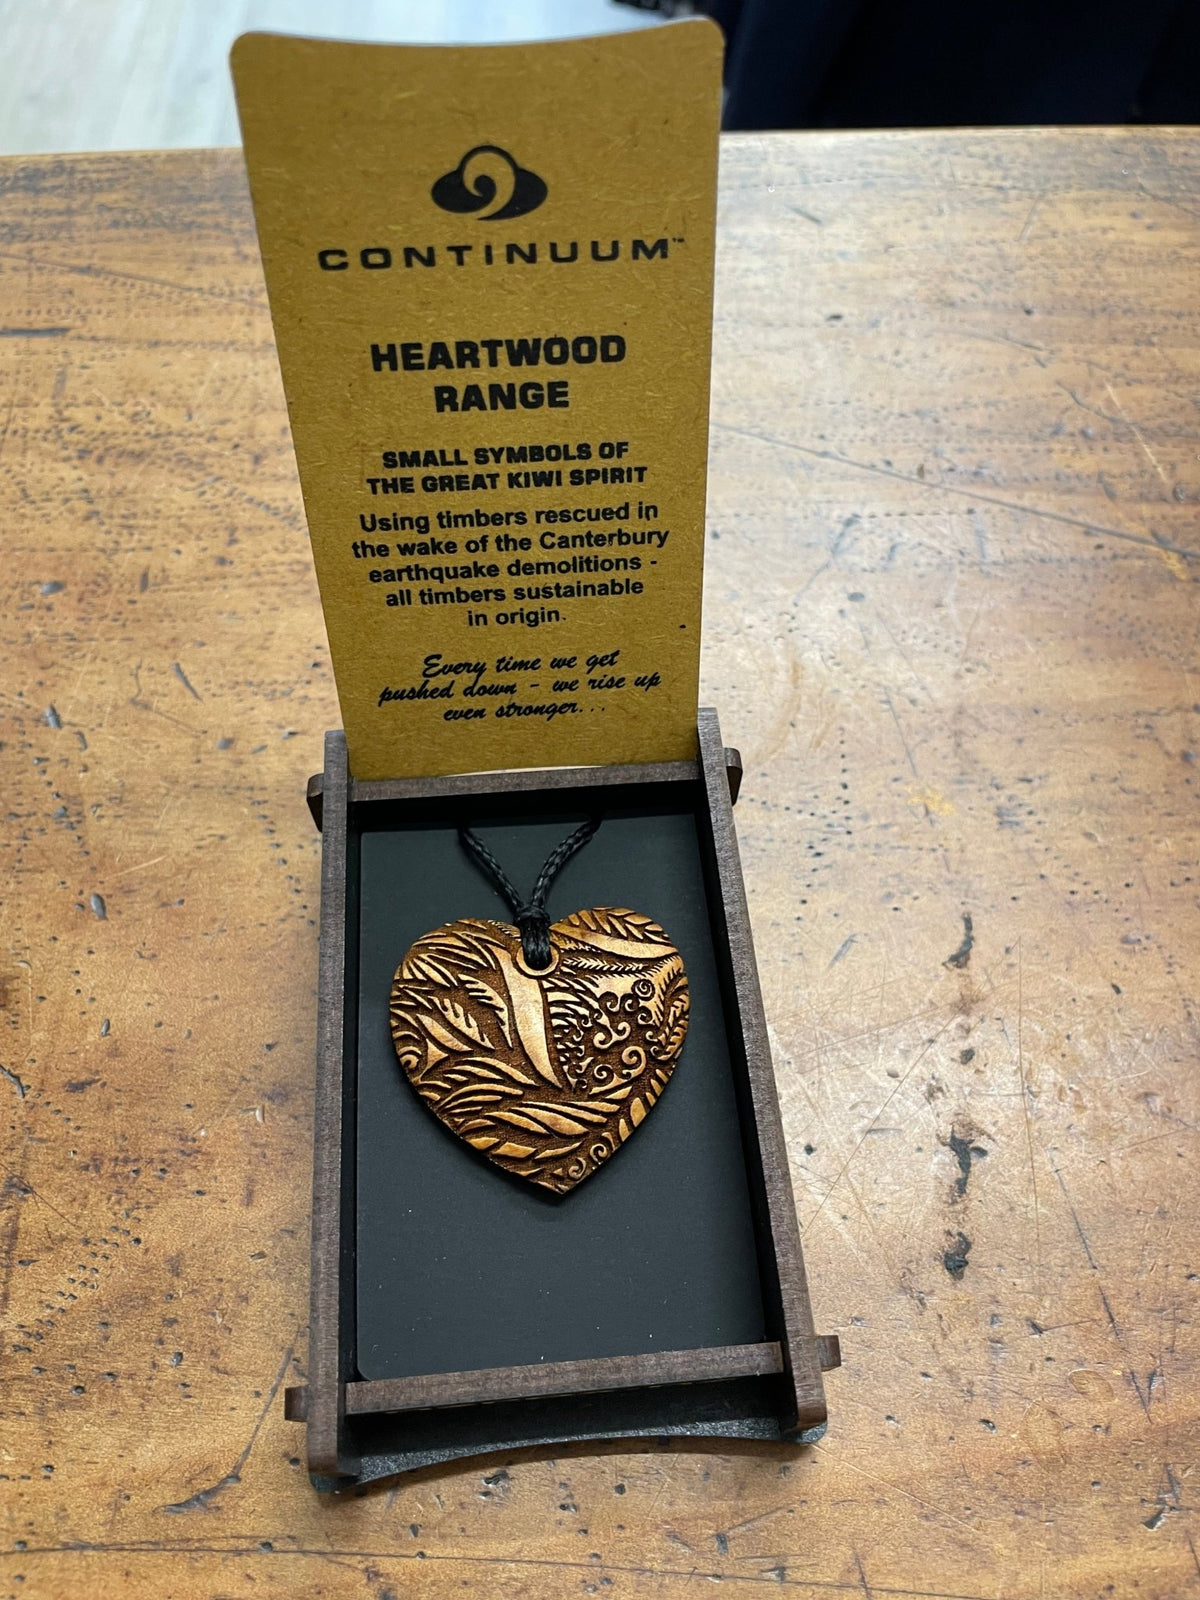 CONTINUUM™
HEARTWOOD
RANGE
SMALL SYMBOLS OF
THE GREAT KIWI SPIRIT
Using timbers rescued in
the wake of the Canterbury
earthquake demolitions -
all timbers sustainable
in origin.
Every time we get
pushed down - we rise up
even stronger...